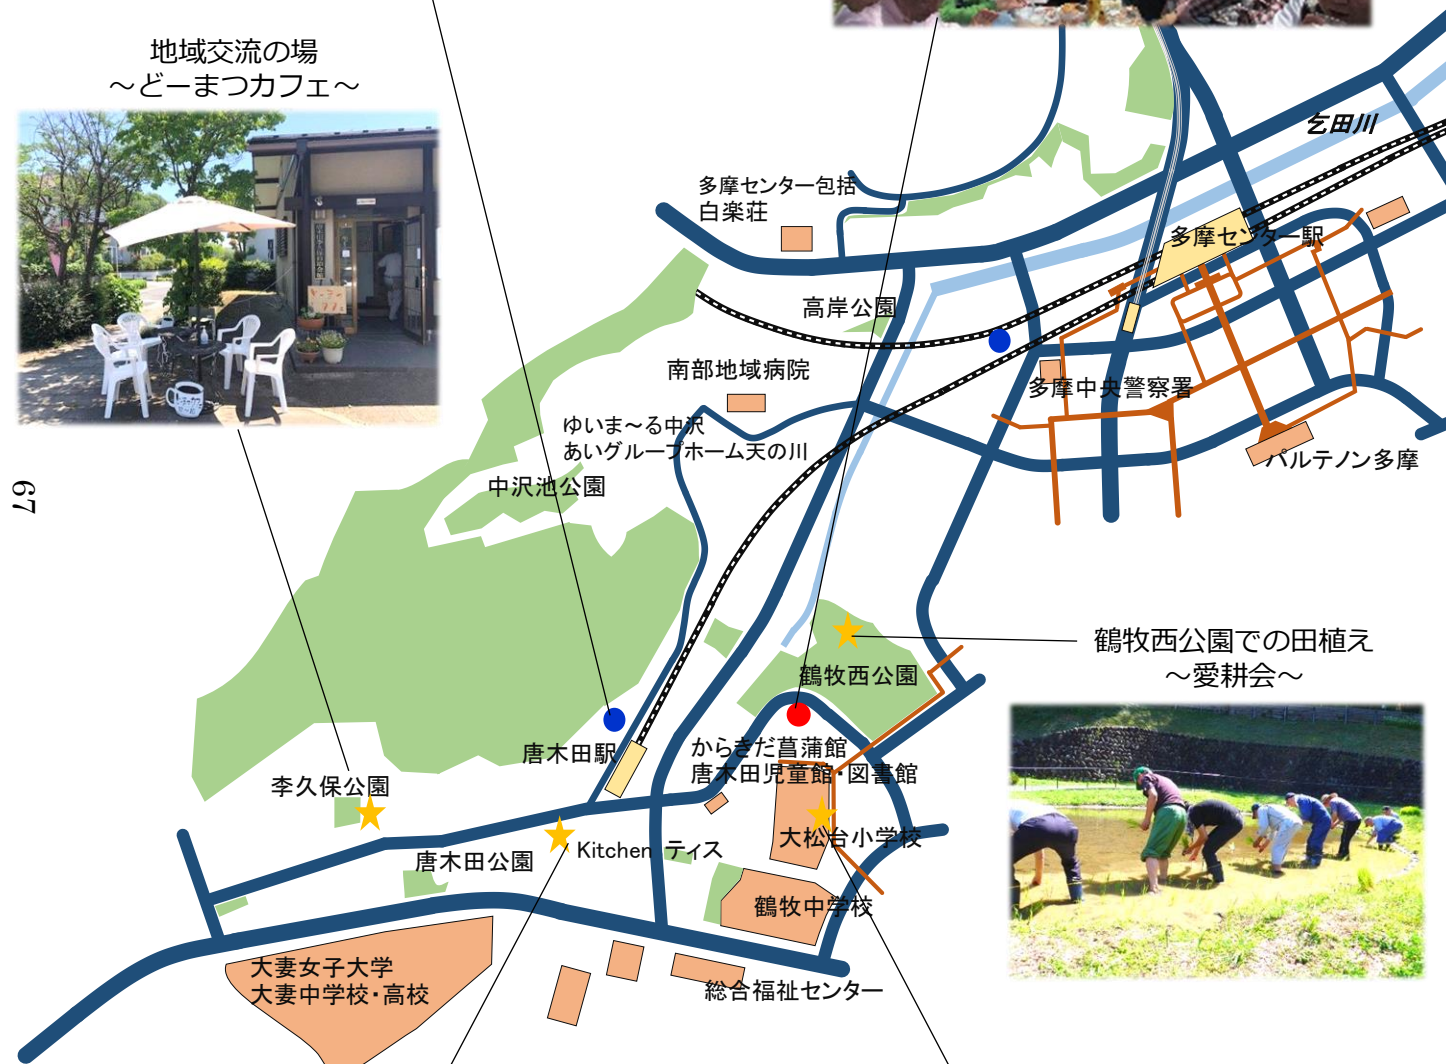 地域交流の場
～どーまつカフェ～
乞田川
多摩センター包括
白楽荘
多摩センター駅
高岸公園
南部地域病院
多摩中央警察署
ゆいま～る中沢
あいグループホーム天の川
パルテノン多摩
中沢池公園
67
鶴牧西公園での田植え
～愛耕会～
鶴牧西公園
唐木田駅
からきだ菖蒲館
唐木田児童館・図書館
李久保公園
大松台小学校
Kitchen ティス
唐木田公園
鶴牧中学校
大妻女子大学
大妻中学校・高校
総合福祉センター